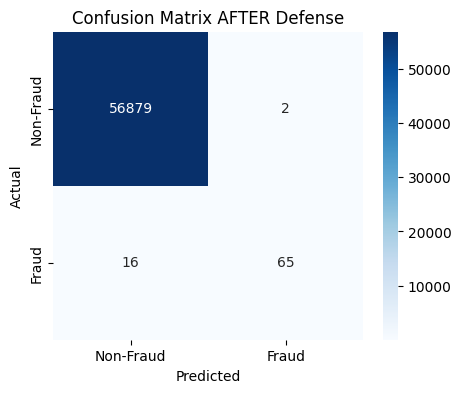 Confusion Matrix AFTER Defense
Actual
Non-Fraud
56879
2
Fraud
16
65
Non-Fraud
Fraud
Predicted
50000
40000
30000
20000
10000